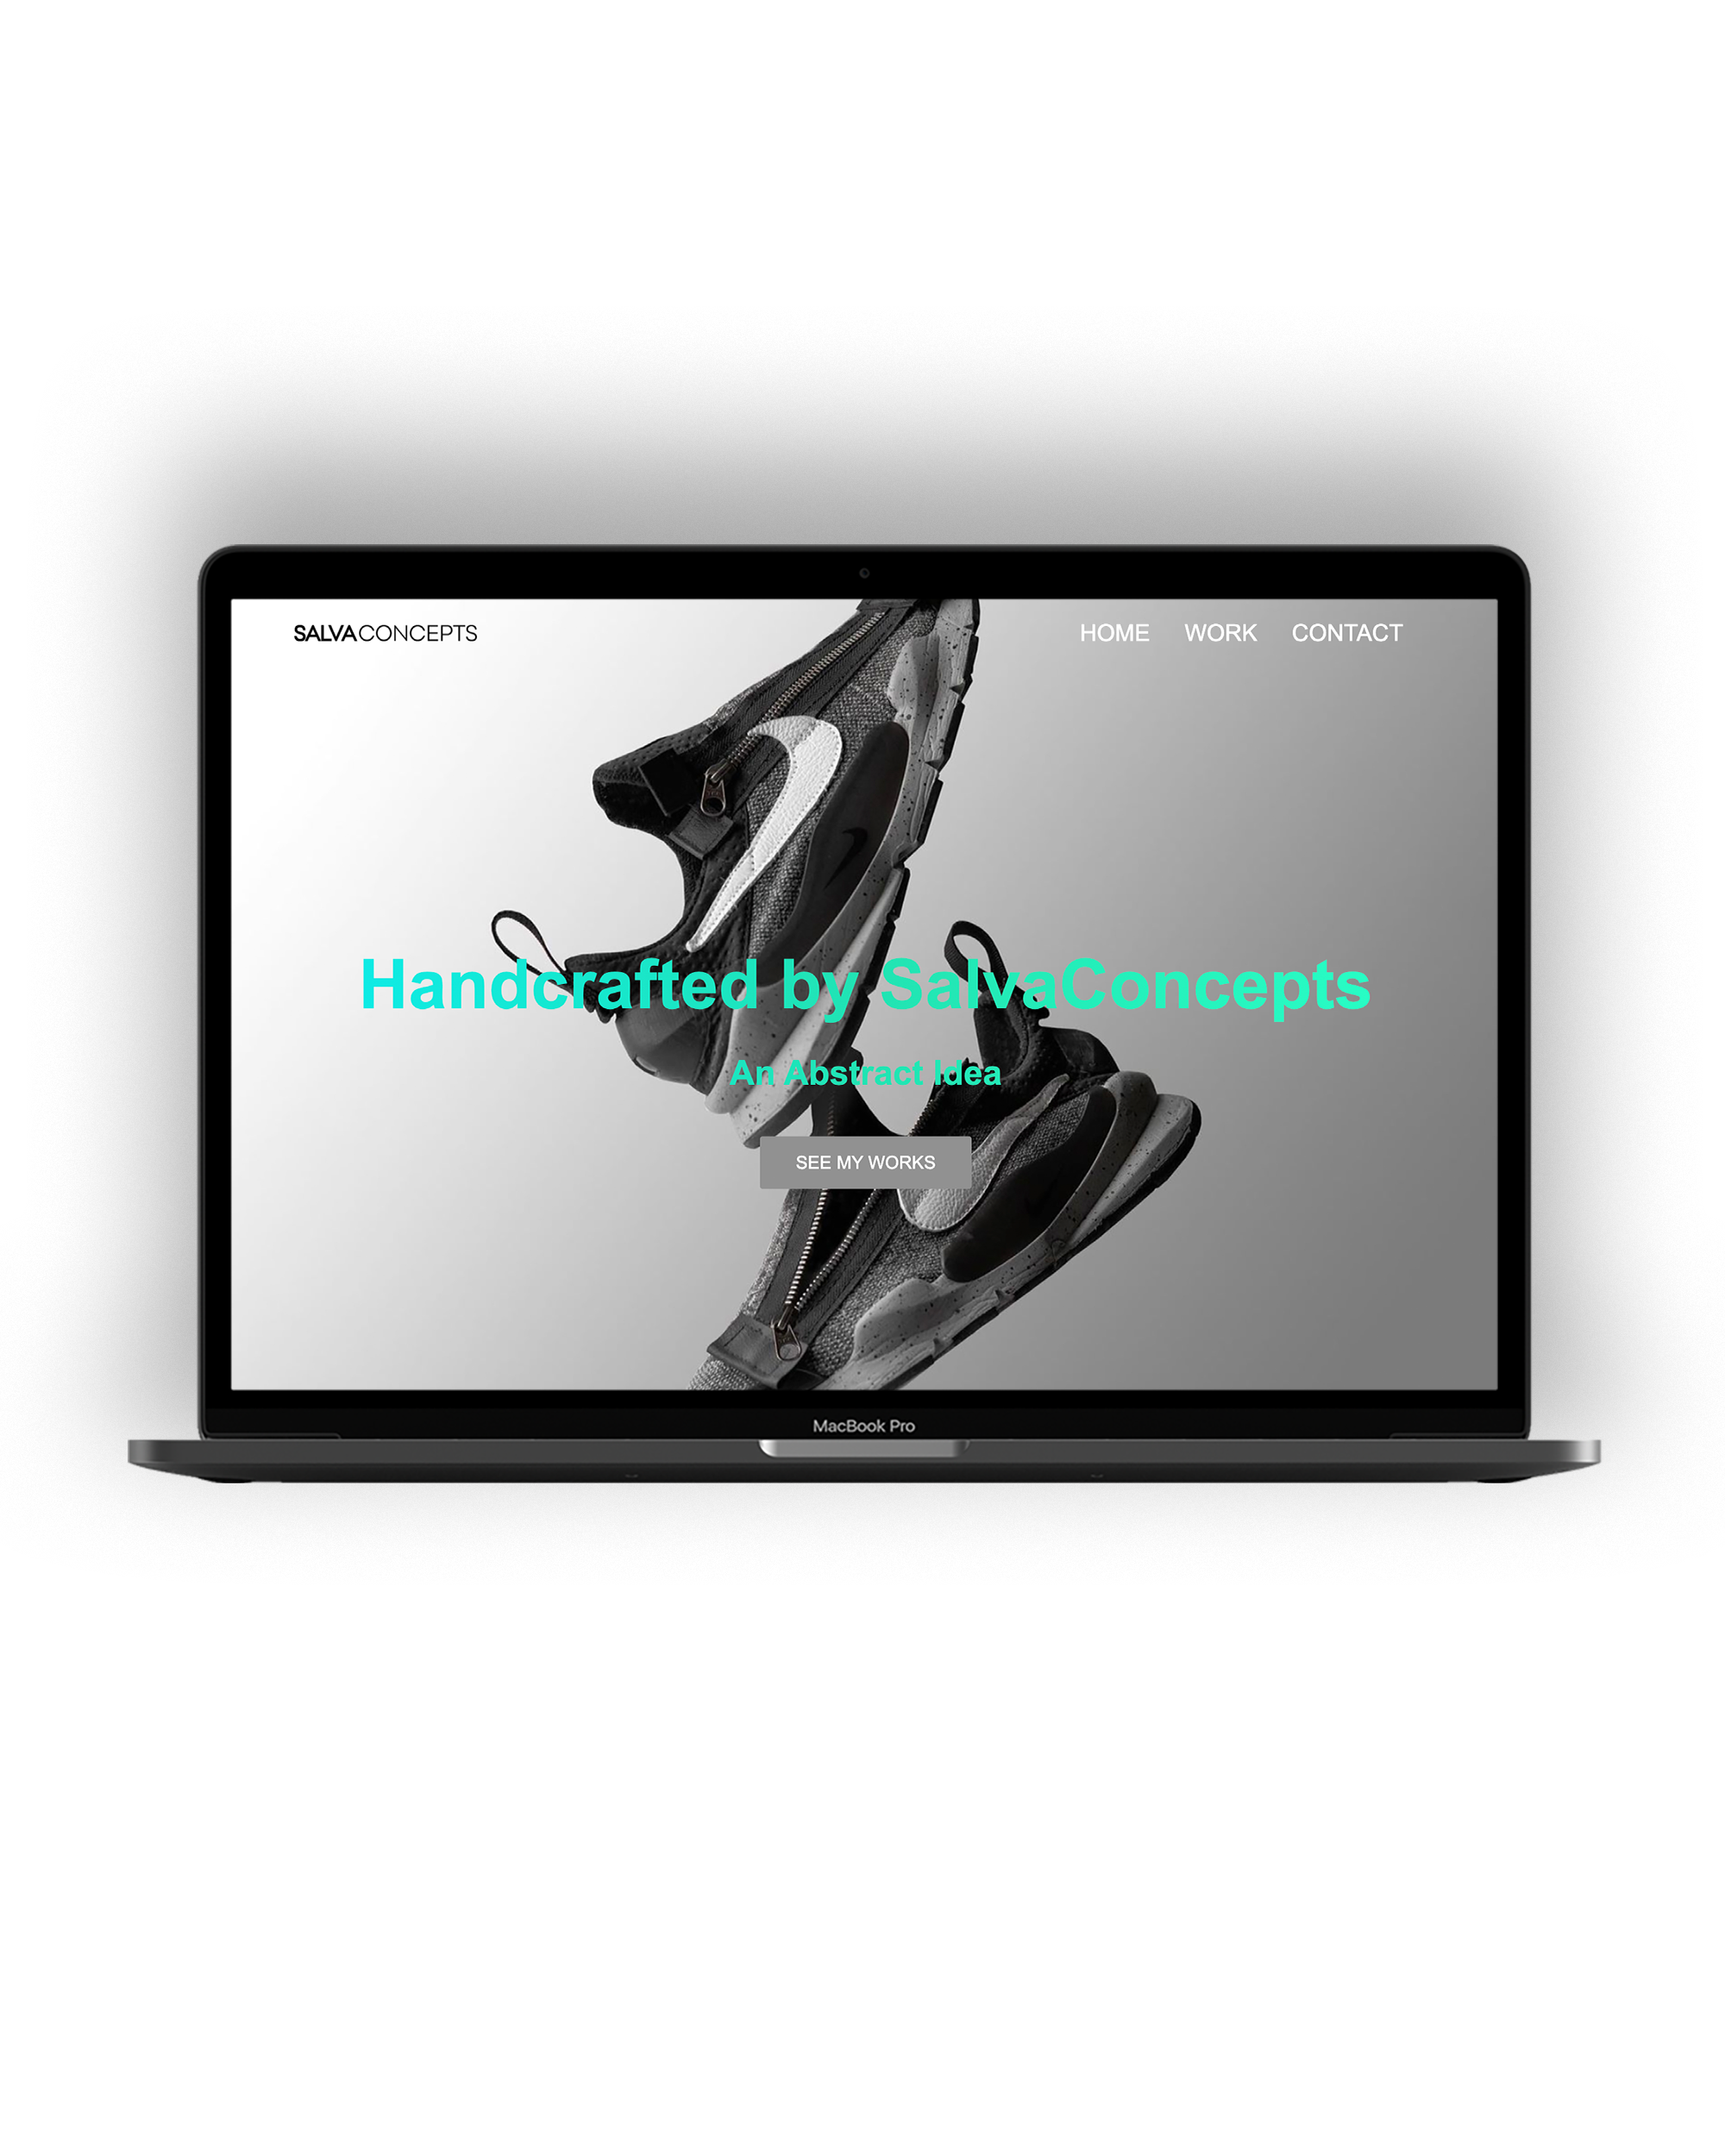 SALVACONCEPTS HOME WORK CONTACT
Handcrafted by SalvaConcepts
An Abstract Idea
SEE MY WORKS
MacBook Pro